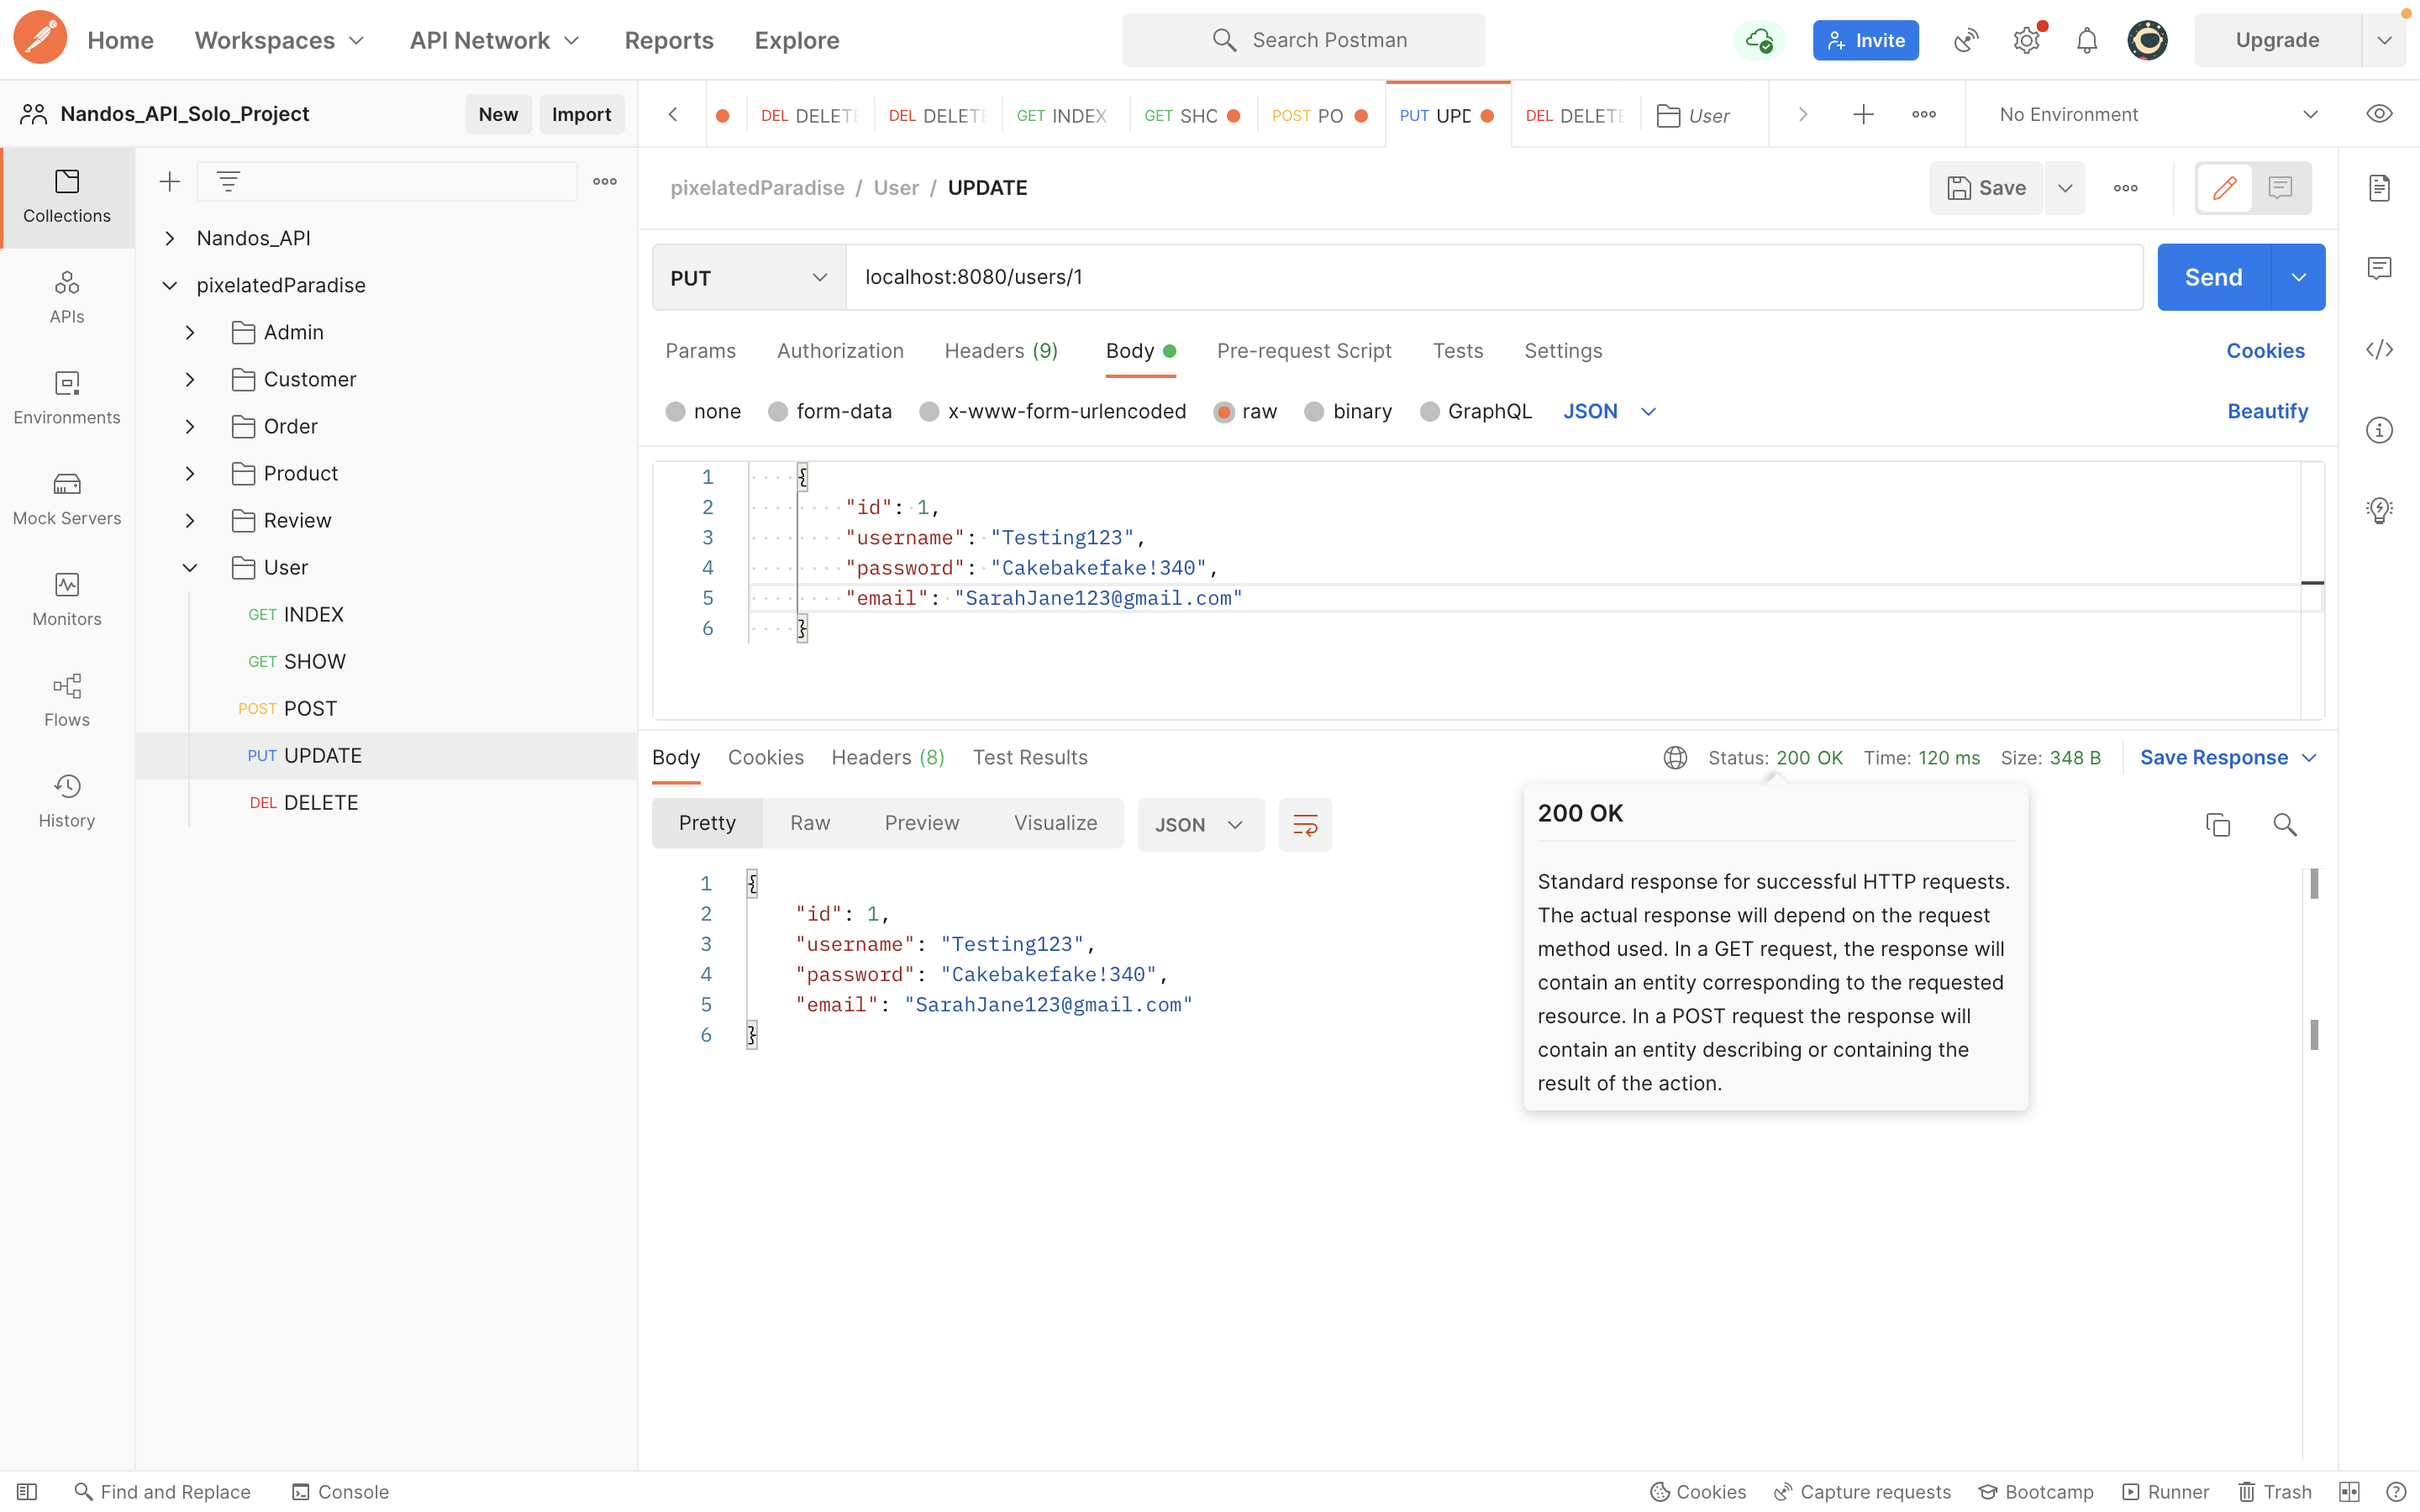 Home Workspaces API Network Reports Explore Search Postman Invite Upgrade
Nandos_API_Solo_Project New Import DEL DELETE DEL DELETE GET INDEX GET SHO POST PO PUT UPD DEL DELETE User No Environment
Collections
APIs
Environments
Mock Servers
Monitors
Flows
History
Nandos_API
pixelatedParadise
Admin
Customer
Order
Product
Review
User
GET INDEX
GET SHOW
POST POST
PUT UPDATE
DEL DELETE
pixelatedParadise / User / UPDATE Save
PUT localhost:8080/users/1 Send
Params Authorization Headers (9) Body Pre-request Script Tests Settings Cookies
none form-data x-www-form-urlencoded raw binary GraphQL JSON Beautify
1 {
2 "id": 1,
3 "username": "Testing123",
4 "password": "Cakebakefake!340",
5 "email": "SarahJane123@gmail.com"
6 }
Body Cookies Headers (8) Test Results Status: 200 OK Time: 120 ms Size: 348 B Save Response
Pretty Raw Preview Visualize JSON
1 {
2 "id": 1,
3 "username": "Testing123",
4 "password": "Cakebakefake!340",
5 "email": "SarahJane123@gmail.com"
6 }
200 OK
Standard response for successful HTTP requests.
The actual response will depend on the request
method used. In a GET request, the response will
contain an entity corresponding to the requested
resource. In a POST request the response will
contain an entity describing or containing the
result of the action.
Find and Replace Console Cookies Capture requests Bootcamp Runner Trash